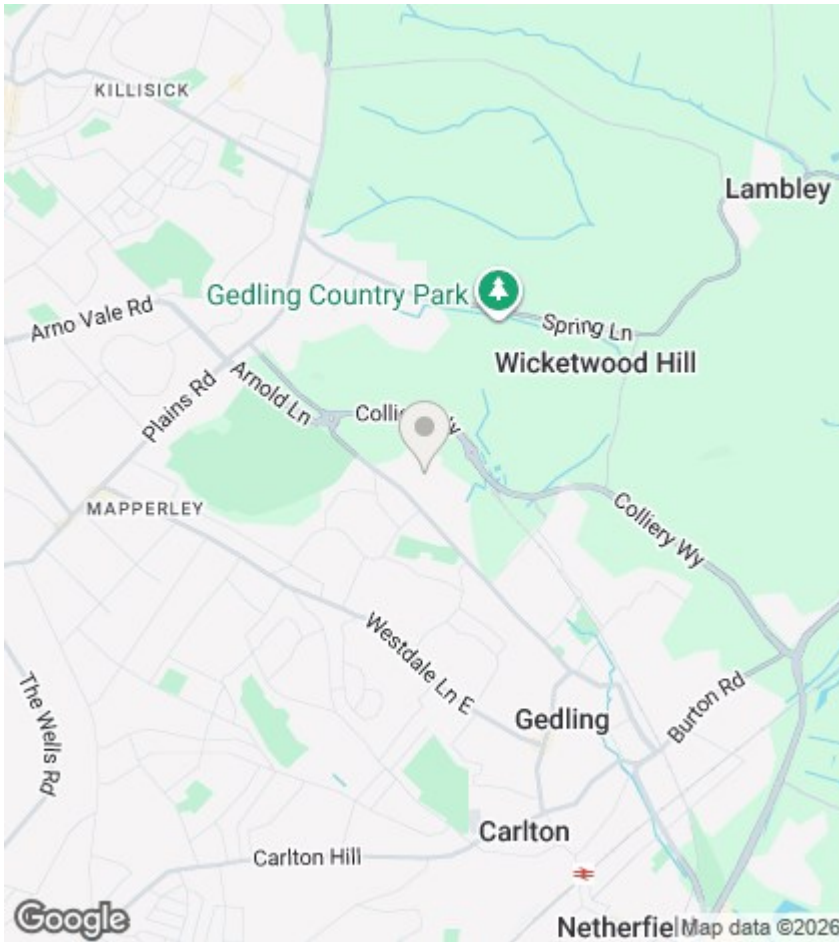 KILLISICK
Lambley
Gedling Country Park
Arno Vale Rd
Spring Ln
Wicketwood Hill
Plains Rd
Arnold Ln
MAPPERLEY
Colliery Wy
Westdale Ln E
The Wells Rd
Gedling
Burton Rd
Carlton
Carlton Hill
Google
Map data ©2026